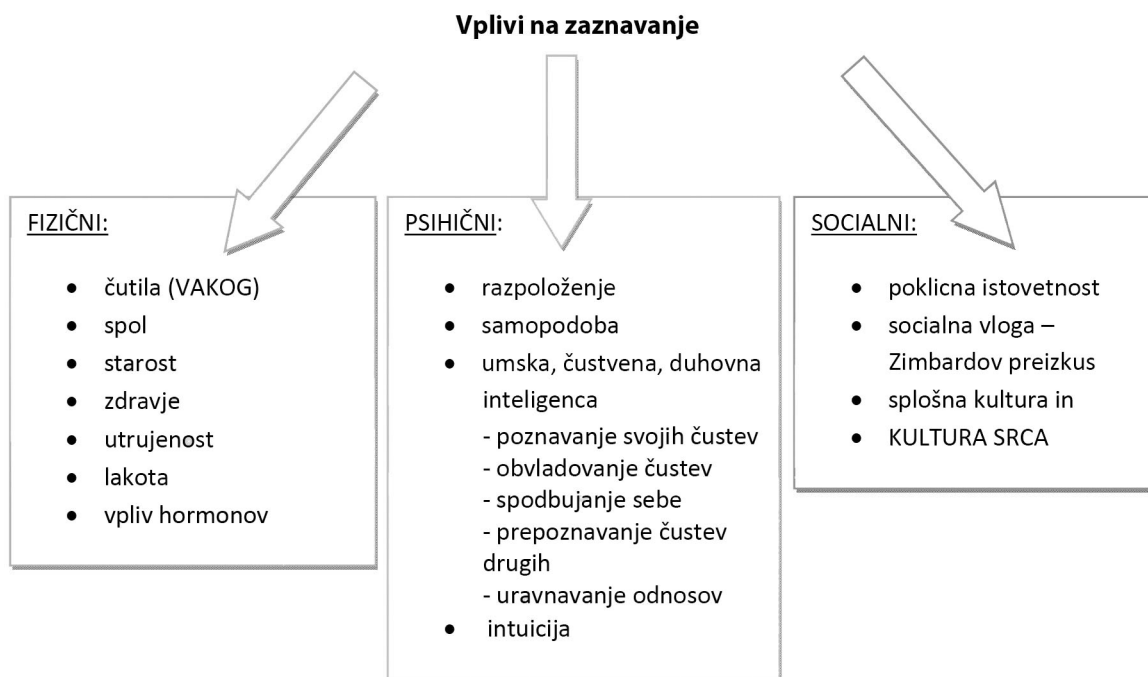 Vplivi na zaznavanje
FIZIČNI:
• čutila (VAKOG)
• spol
• starost
• zdravje
• utrujenost
• lakota
• vpliv hormonov
PSIHIČNI:
• razpoloženje
• samopodoba
• umska, čustvena, duhovna
inteligenca
- poznavanje svojih čustev
- obvladovanje čustev
- spodbujanje sebe
- prepoznavanje čustev
drugih
- uravnavanje odnosov
• intuicija
SOCIALNI:
• poklicna istovetnost
• socialna vloga –
Zimbardov preizkus
• splošna kultura in
• KULTURA SRCA